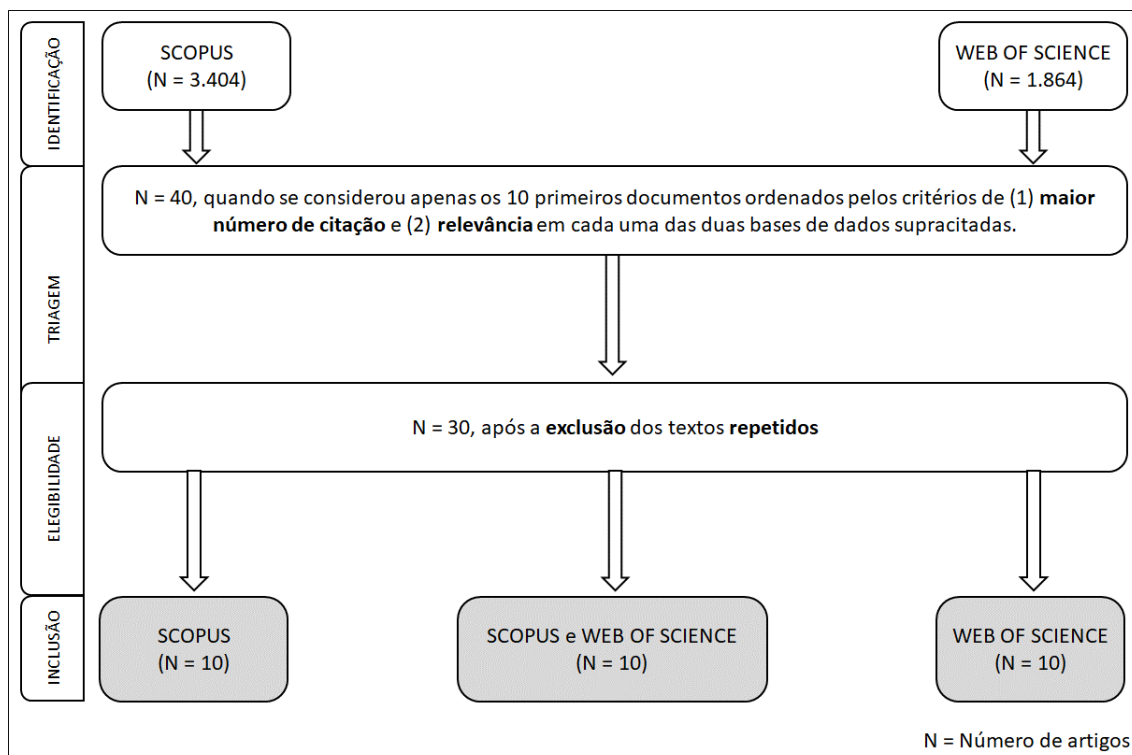 IDENTIFICAÇÃO
SCOPUS
(N = 3.404)
WEB OF SCIENCE
(N = 1.864)
TRIAGEM
N = 40, quando se considerou apenas os 10 primeiros documentos ordenados pelos critérios de (1) maior
número de citação e (2) relevância em cada uma das duas bases de dados supracitadas.
ELEGIBILIDADE
N = 30, após a exclusão dos textos repetidos
INCLUSÃO
SCOPUS
(N = 10)
SCOPUS e WEB OF SCIENCE
(N = 10)
WEB OF SCIENCE
(N = 10)
N = Número de artigos